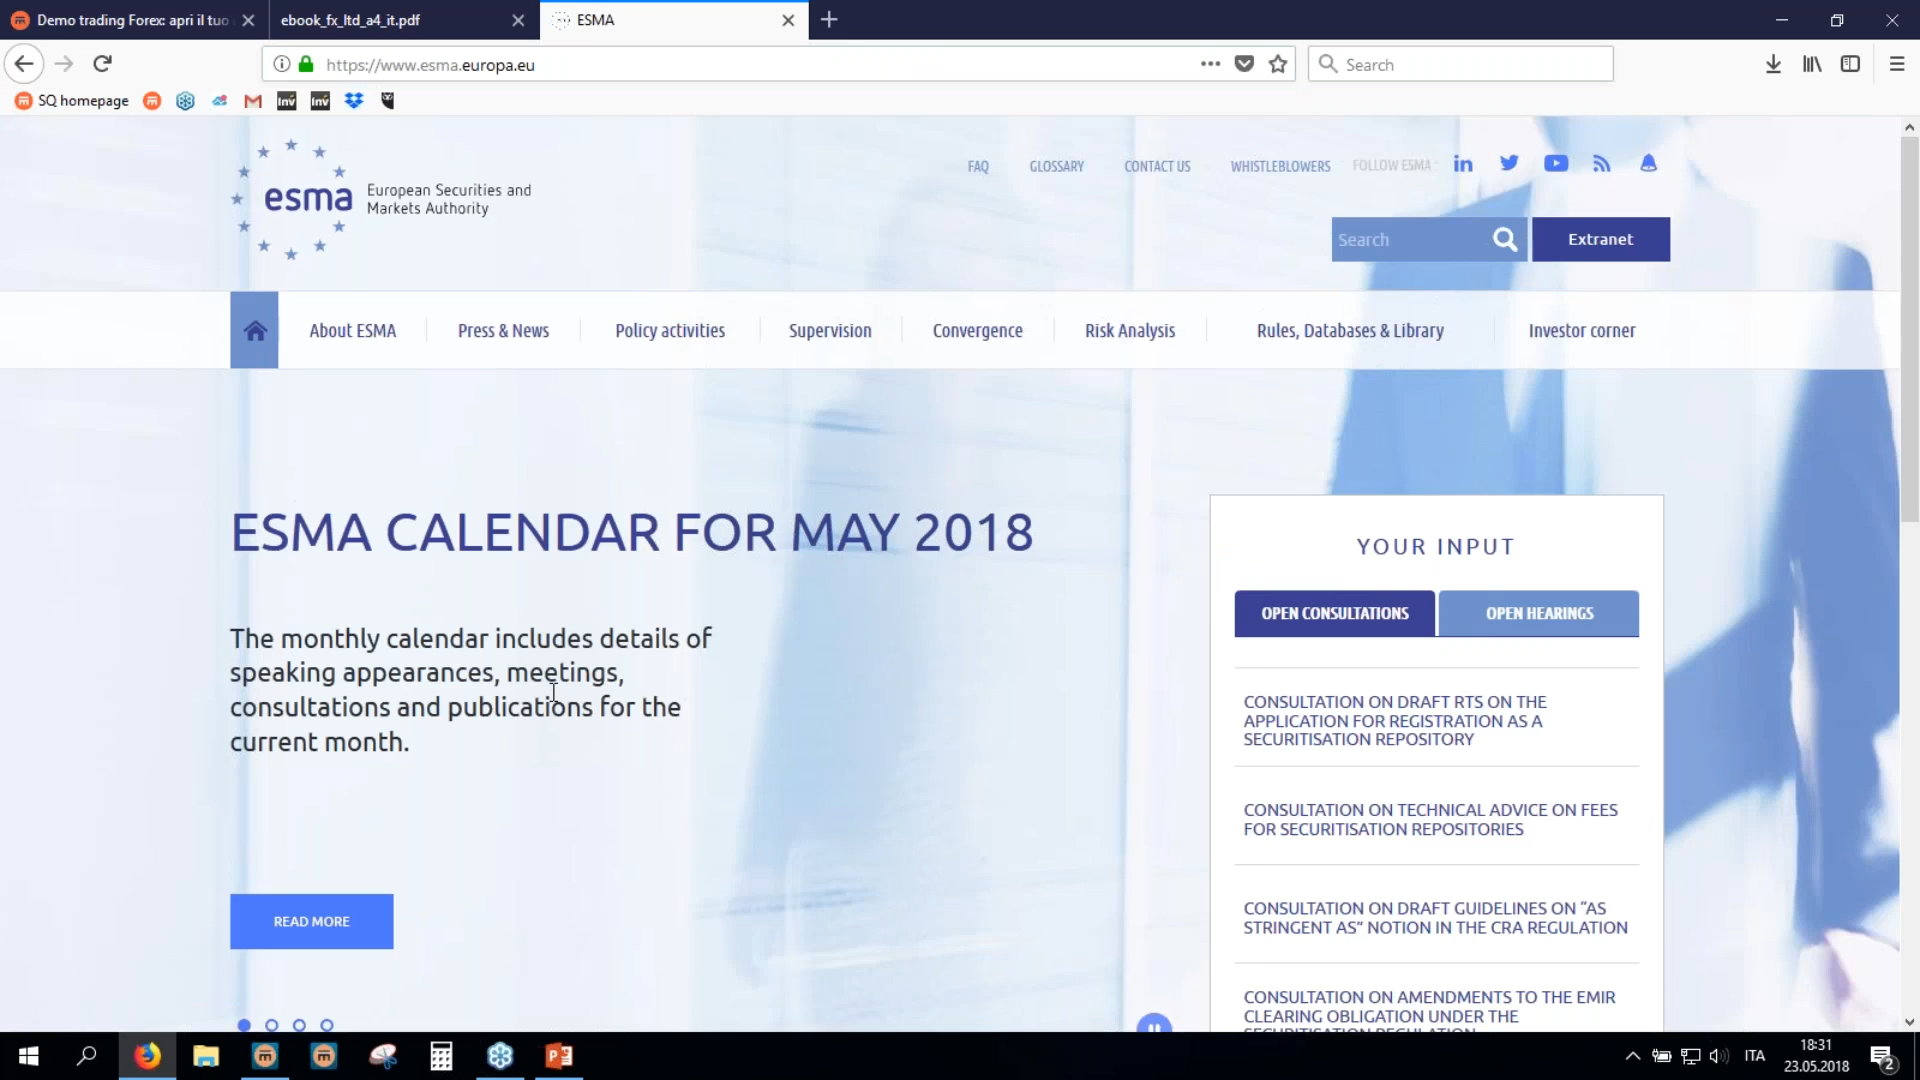 Demo trading Forex: apri il tuo
ebook_fx_ltd_a4_it.pdf
ESMA
https://www.esma.europa.eu
Search
SQ homepage
Inv
Inv
esma
European Securities and
Markets Authority
FAQ
GLOSSARY
CONTACT US
WHISTLEBLOWERS
FOLLOW ESMA :
Search
Extranet
About ESMA
Press & News
Policy activities
Supervision
Convergence
Risk Analysis
Rules, Databases & Library
Investor corner
ESMA CALENDAR FOR MAY 2018
The monthly calendar includes details of
speaking appearances, meetings,
consultations and publications for the
current month.
READ MORE
YOUR INPUT
OPEN CONSULTATIONS
OPEN HEARINGS
CONSULTATION ON DRAFT RTS ON THE
APPLICATION FOR REGISTRATION AS A
SECURITISATION REPOSITORY
CONSULTATION ON TECHNICAL ADVICE ON FEES
FOR SECURITISATION REPOSITORIES
CONSULTATION ON DRAFT GUIDELINES ON “AS
STRINGENT AS” NOTION IN THE CRA REGULATION
CONSULTATION ON AMENDMENTS TO THE EMIR
CLEARING OBLIGATION UNDER THE
SECURITISATION REGULATION
ITA
18:31
23.05.2018
2